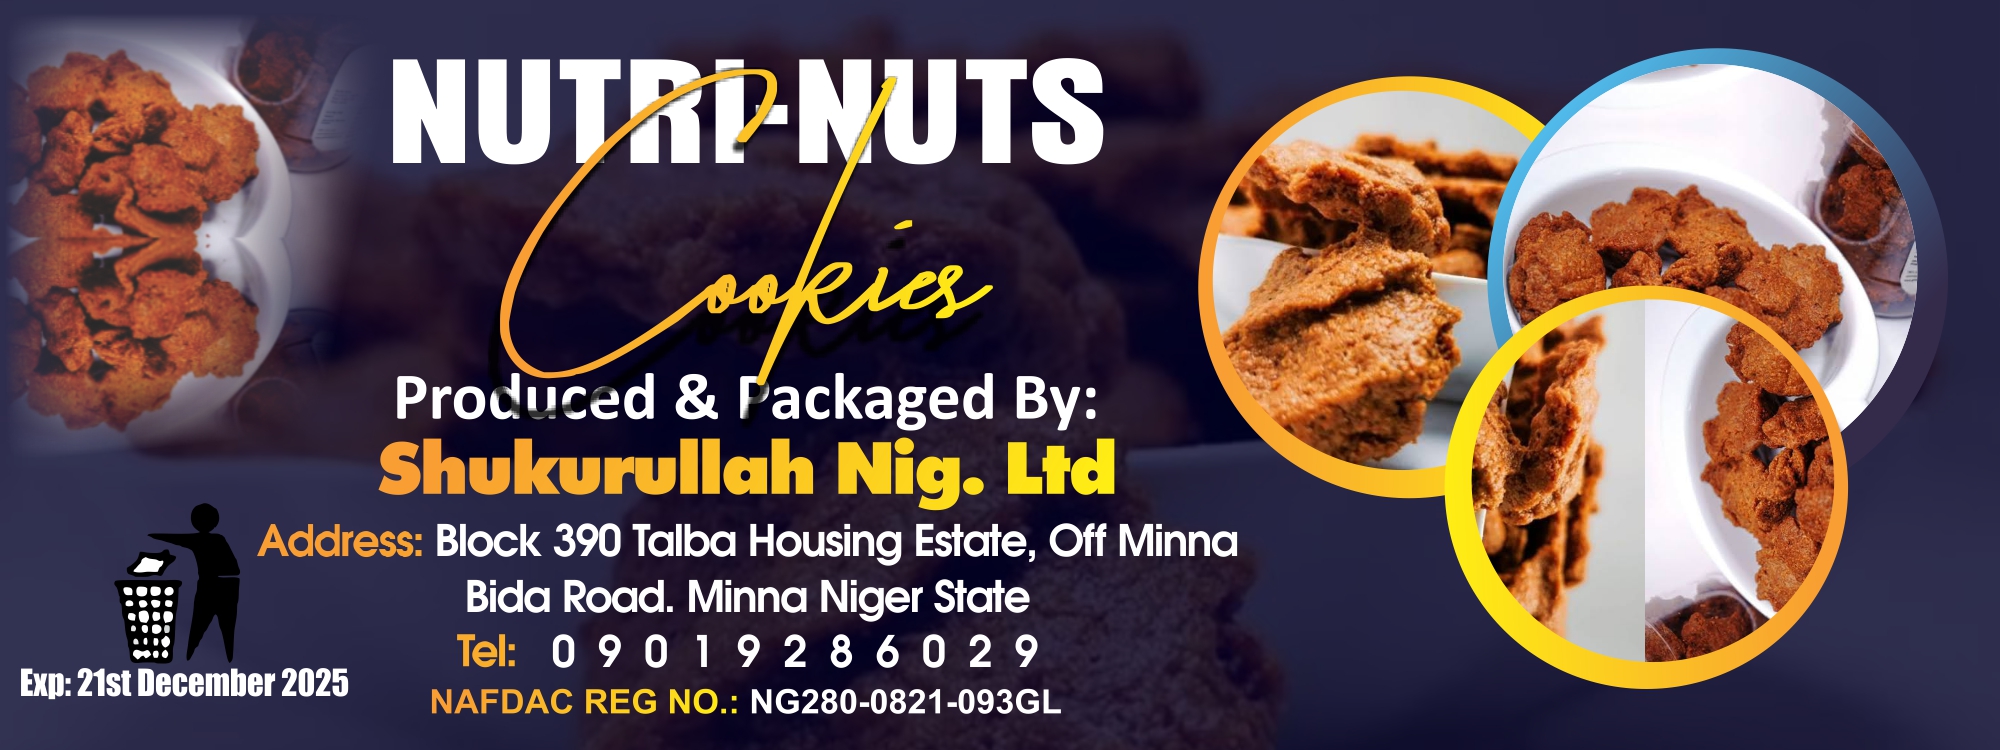 NUTRI-NUTS
Cookies
Produced & Packaged By:
Shukurullah Nig. Ltd
Address: Block 390 Talba Housing Estate, Off Minna
Bida Road. Minna Niger State
Tel: 0 9 0 1 9 2 8 6 0 2 9
NAFDAC REG NO.: NG280-0821-093GL
Exp: 21st December 2025